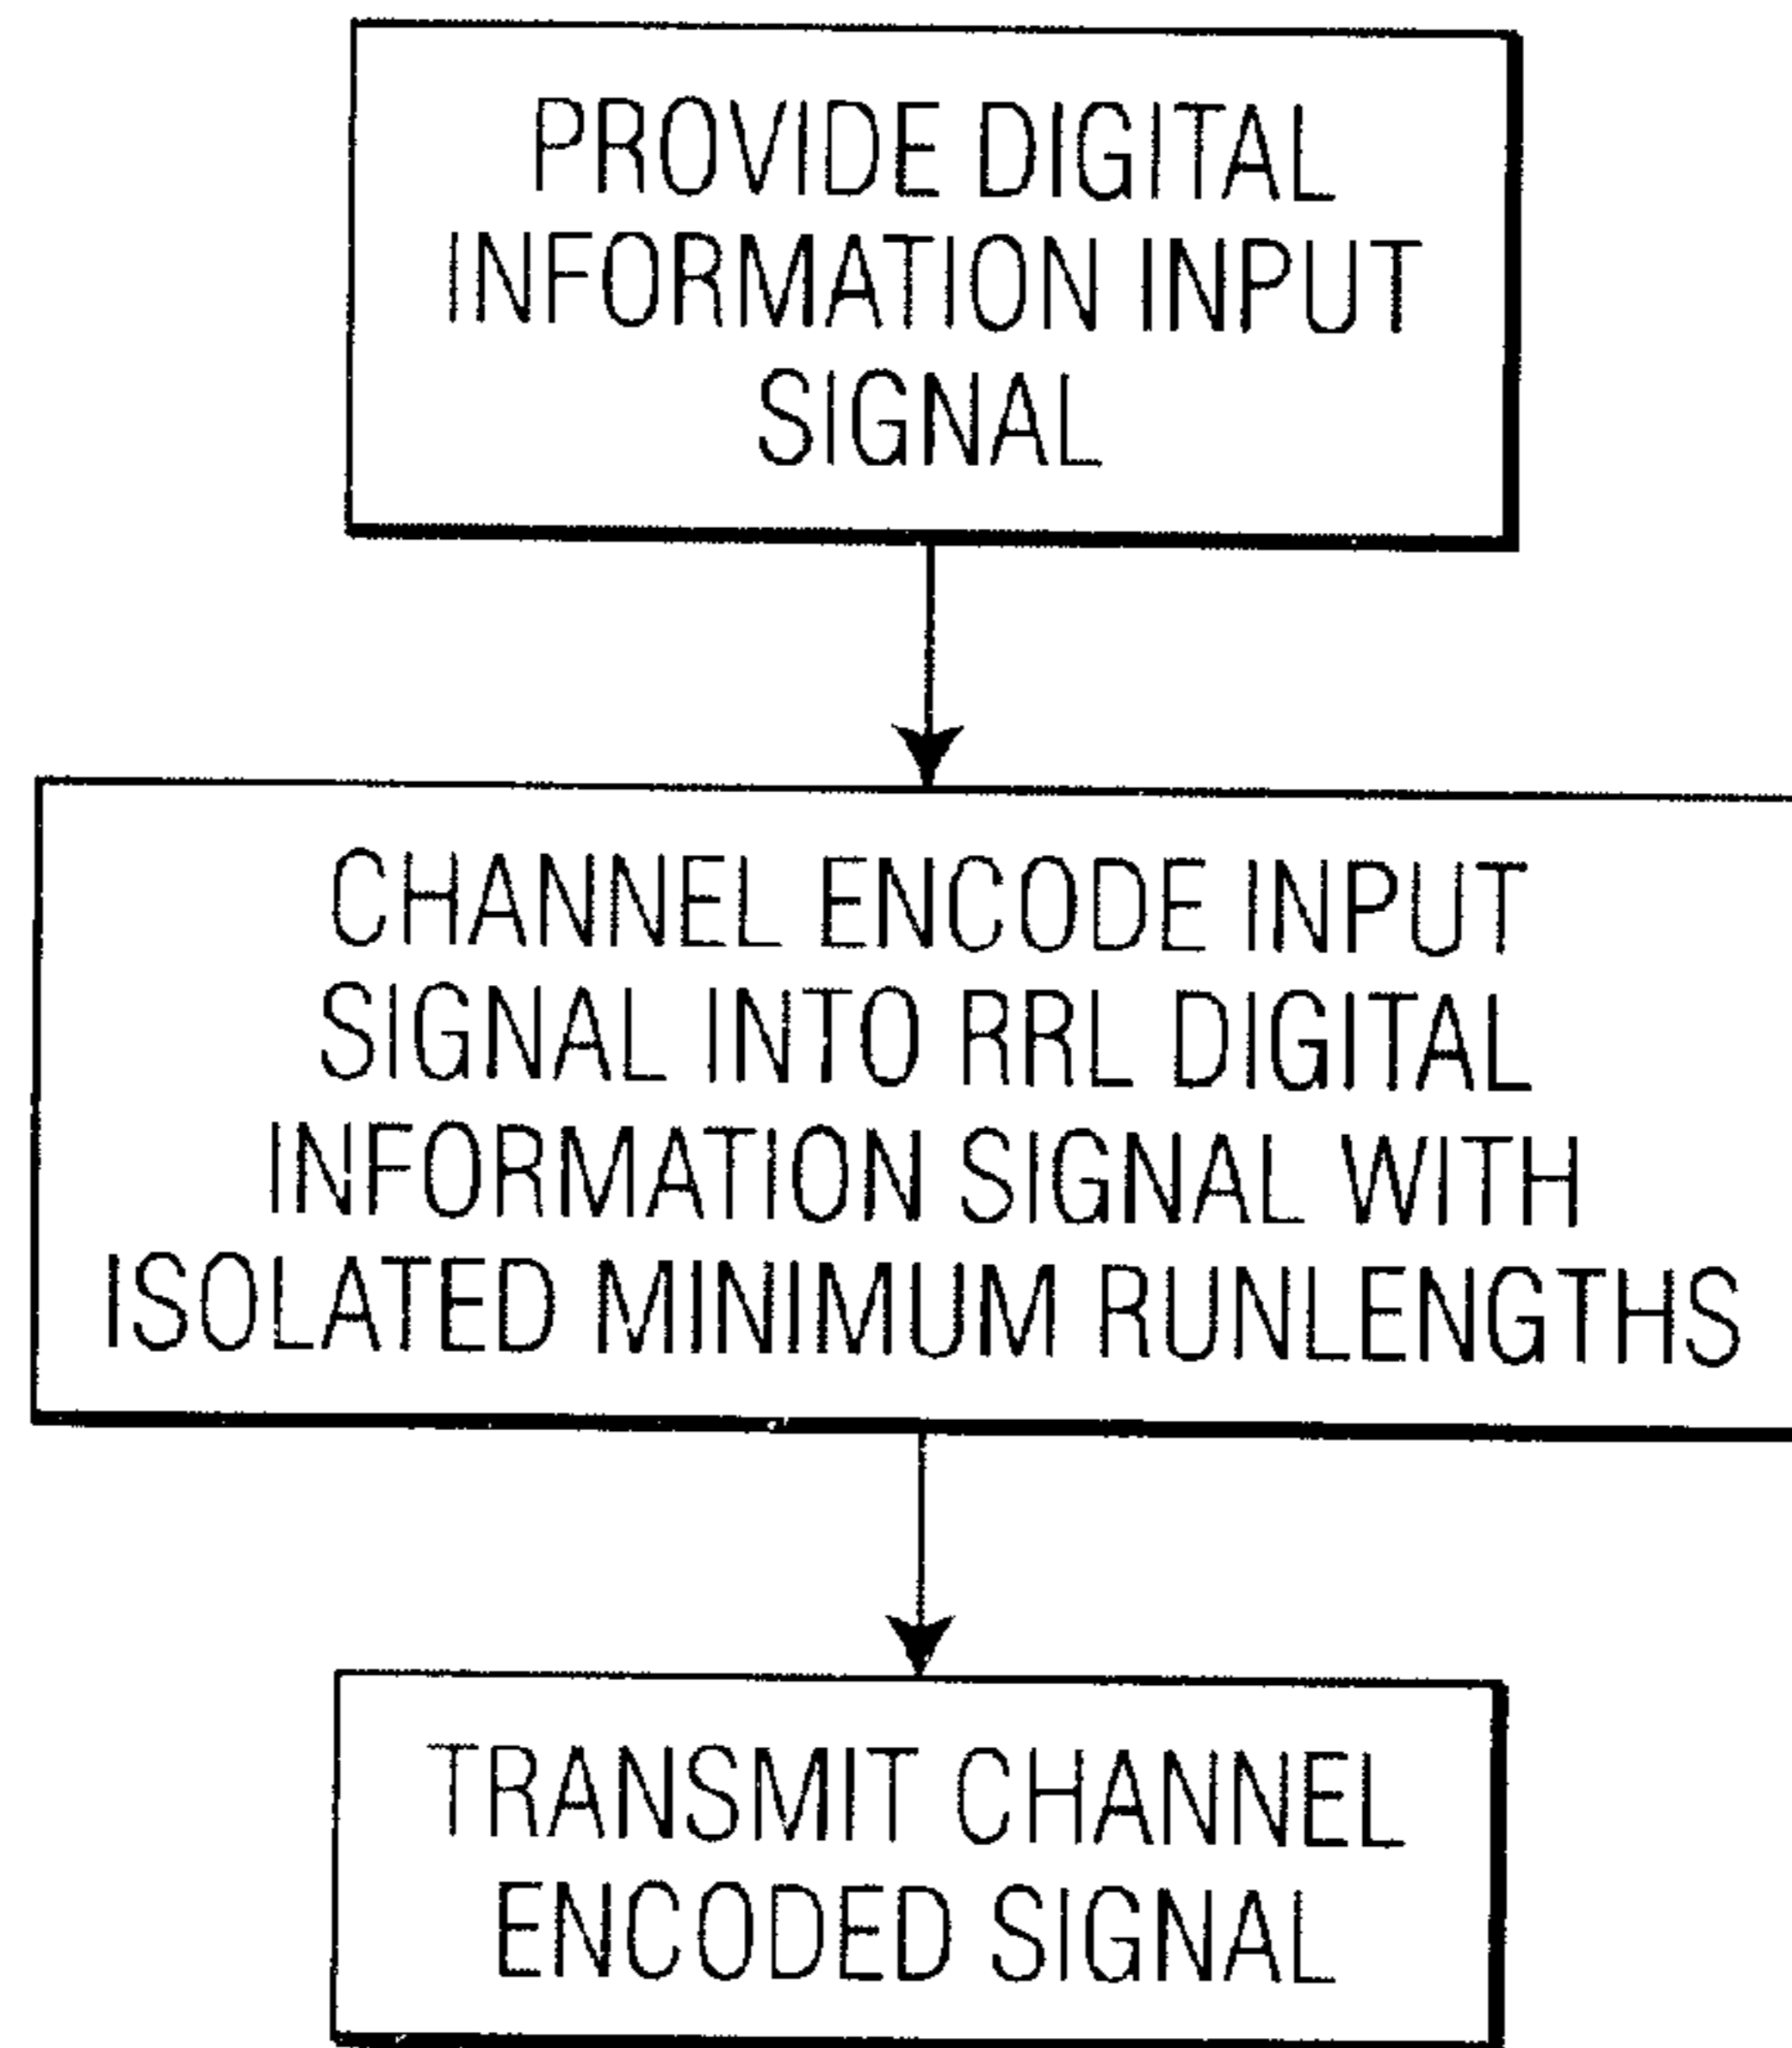 PROVIDE DIGITAL
INFORMATION INPUT
SIGNAL
CHANNEL ENCODE INPUT
SIGNAL INTO RRL DIGITAL
INFORMATION SIGNAL WITH
ISOLATED MINIMUM RUNLENGTHS
TRANSMIT CHANNEL
ENCODED SIGNAL